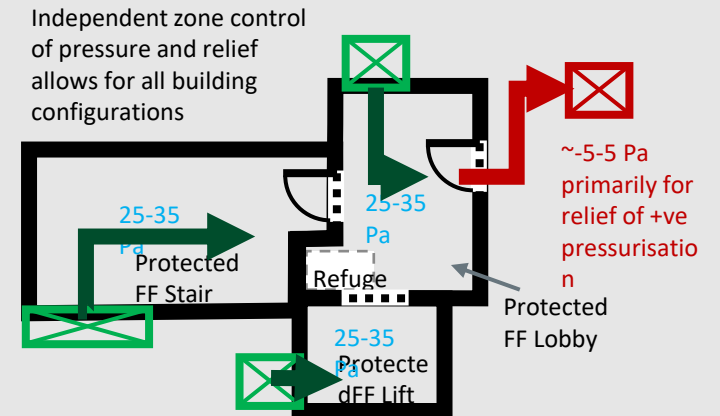 Independent zone control
of pressure and relief
allows for all building
configurations
~-5-5 Pa
primarily for
relief of +ve
pressurisatio
n
25-35
Pa
Protected
FF Stair
25-35
Pa
Refuge
Protected
FF Lobby
25-35
Pa
Protecte
dFF Lift